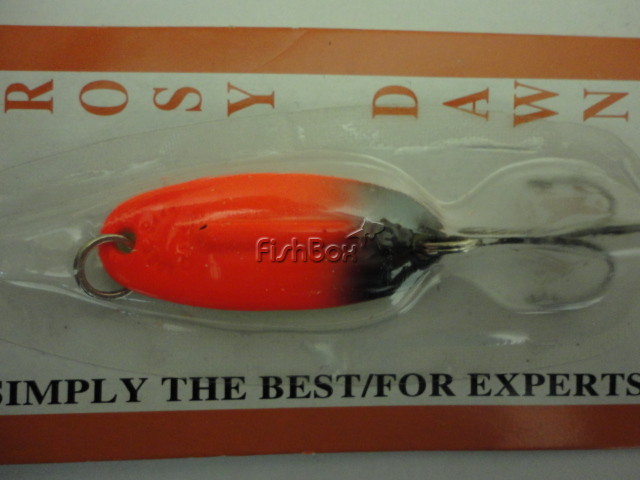 ROSY DAWN
FishBox
SIMPLY THE BEST/FOR EXPERTS